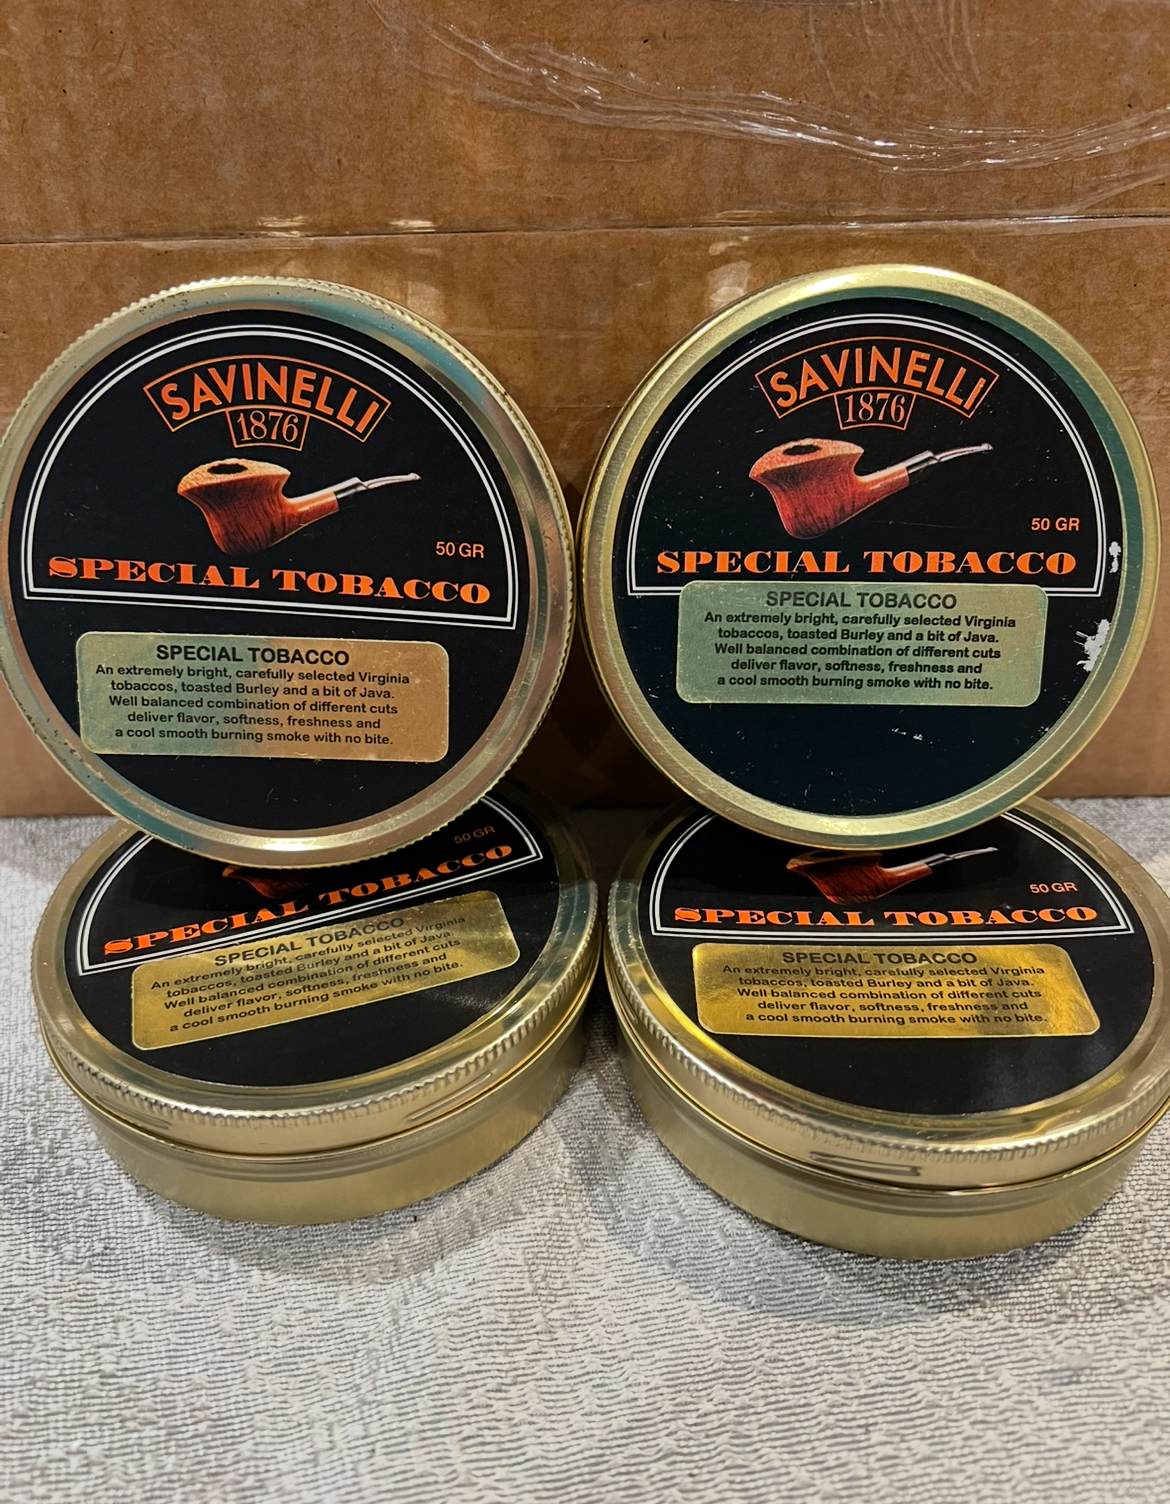 SAVINELLI
1876
50 GR
SPECIAL TOBACCO
SPECIAL TOBACCO
An extremely bright, carefully selected Virginia
tobaccos, toasted Burley and a bit of Java.
Well balanced combination of different cuts
deliver flavor, softness, freshness and
a cool smooth burning smoke with no bite.
SAVINELLI
1876
50 GR
SPECIAL TOBACCO
SPECIAL TOBACCO
An extremely bright, carefully selected Virginia
tobaccos, toasted Burley and a bit of Java.
Well balanced combination of different cuts
deliver flavor, softness, freshness and
a cool smooth burning smoke with no bite.
50 GR
SPECIAL TOBACCO
SPECIAL TOBACCO
An extremely bright, carefully selected Virginia
tobaccos, toasted Burley and a bit of Java.
Well balanced combination of different cuts
deliver flavor, softness, freshness and
a cool smooth burning smoke with no bite.
50 GR
SPECIAL TOBACCO
SPECIAL TOBACCO
An extremely bright, carefully selected Virginia
tobaccos, toasted Burley and a bit of Java.
Well balanced combination of different cuts
deliver flavor, softness, freshness and
a cool smooth burning smoke with no bite.